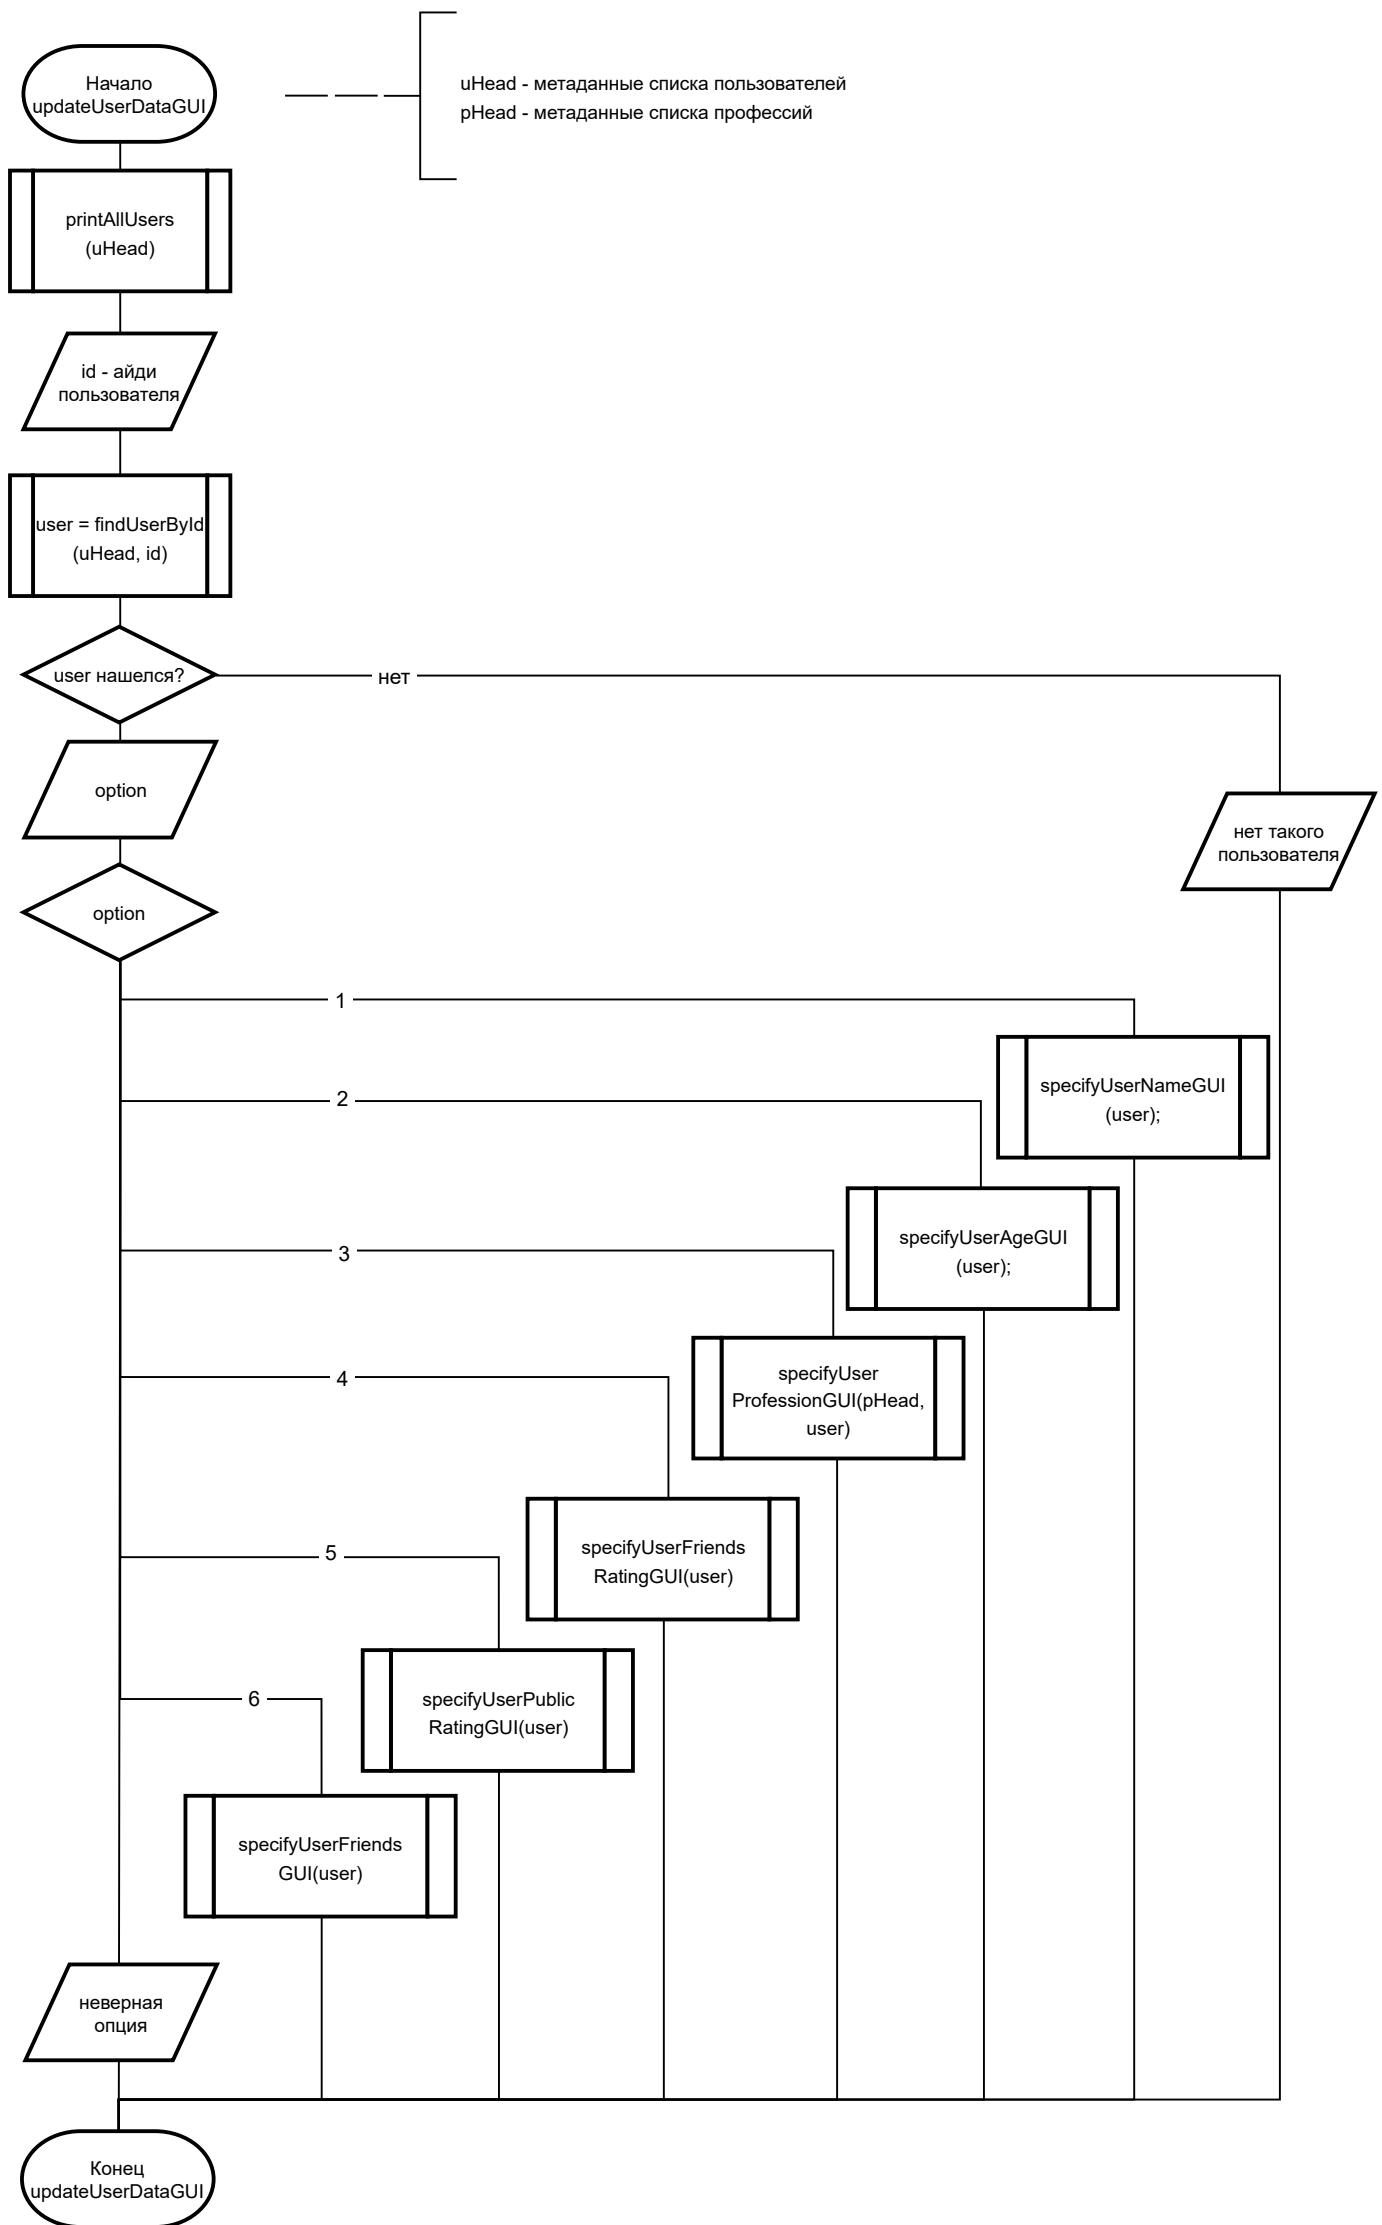 Начало
updateUserDataGUI
uHead - метаданные списка пользователей
pHead - метаданные списка профессий
printAllUsers
(uHead)
id - айди
пользователя
user = findUserById
(uHead, id)
user нашелся?
нет
option
нет такого
пользователя
option
1
specifyUserNameGUI
(user);
2
specifyUserAgeGUI
(user);
3
specifyUser
ProfessionGUI(pHead,
user)
4
specifyUserFriends
RatingGUI(user)
5
specifyUserPublic
RatingGUI(user)
6
specifyUserFriends
GUI(user)
неверная
опция
Конец
updateUserDataGUI